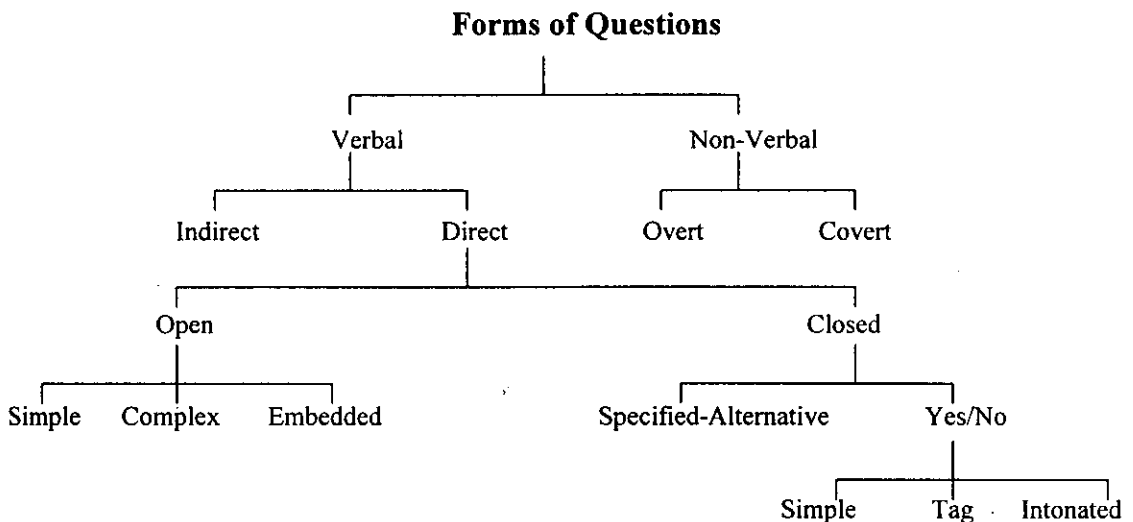 Forms of Questions
Verbal Non-Verbal
Indirect Direct Overt Covert
Open Closed
Simple Complex Embedded Specified-Alternative Yes/No
Simple Tag Intonated